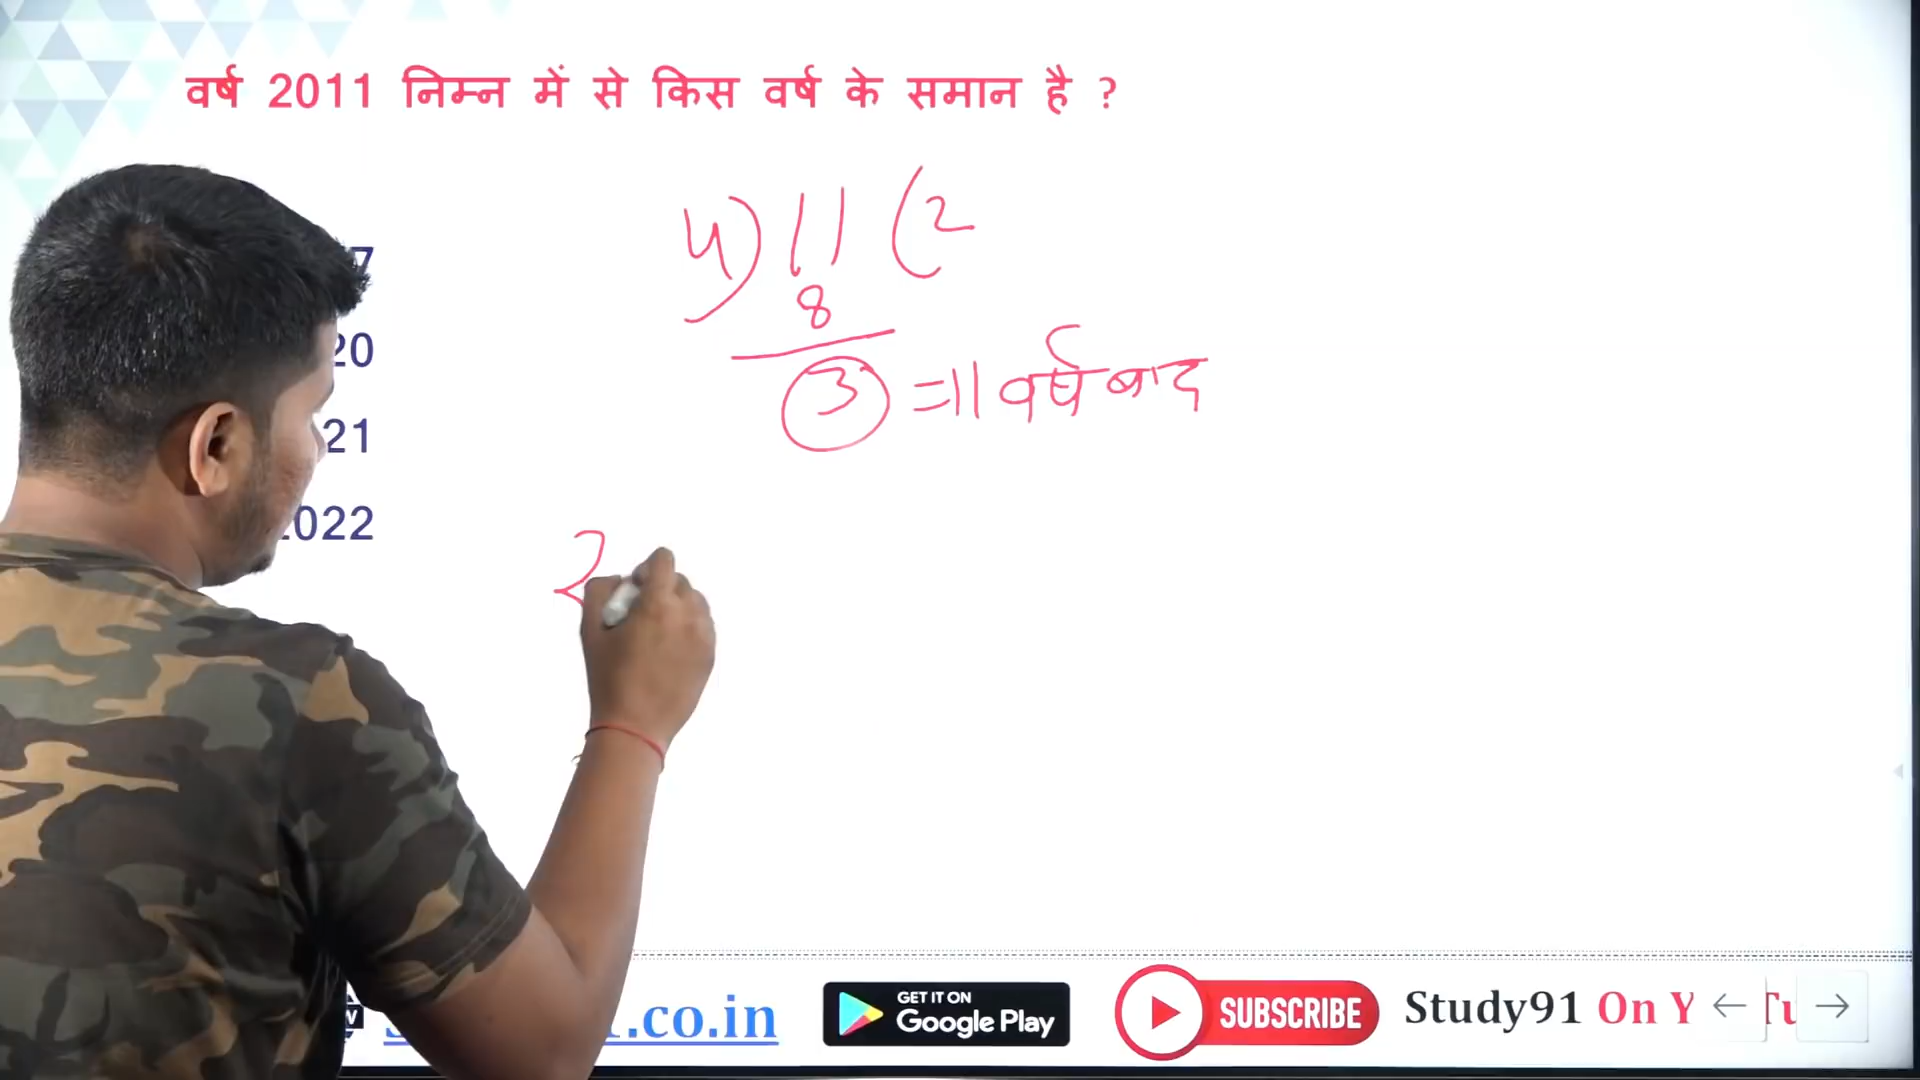 वर्ष 2011 निम्न में से किस वर्ष के समान है ?
4) 11 ( 2
7
8
20
3 = 11 वर्ष बाद
21
2022
2
.co.in
GET IT ON
Google Play
SUBSCRIBE
Study91 On Y